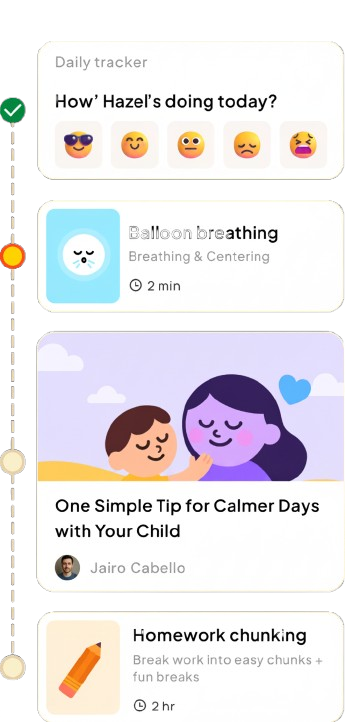 Daily tracker
How’ Hazel’s doing today?
Balloon breathing
Breathing & Centering
2 min
One Simple Tip for Calmer Days
with Your Child
Jairo Cabello
Homework chunking
Break work into easy chunks +
fun breaks
2 hr